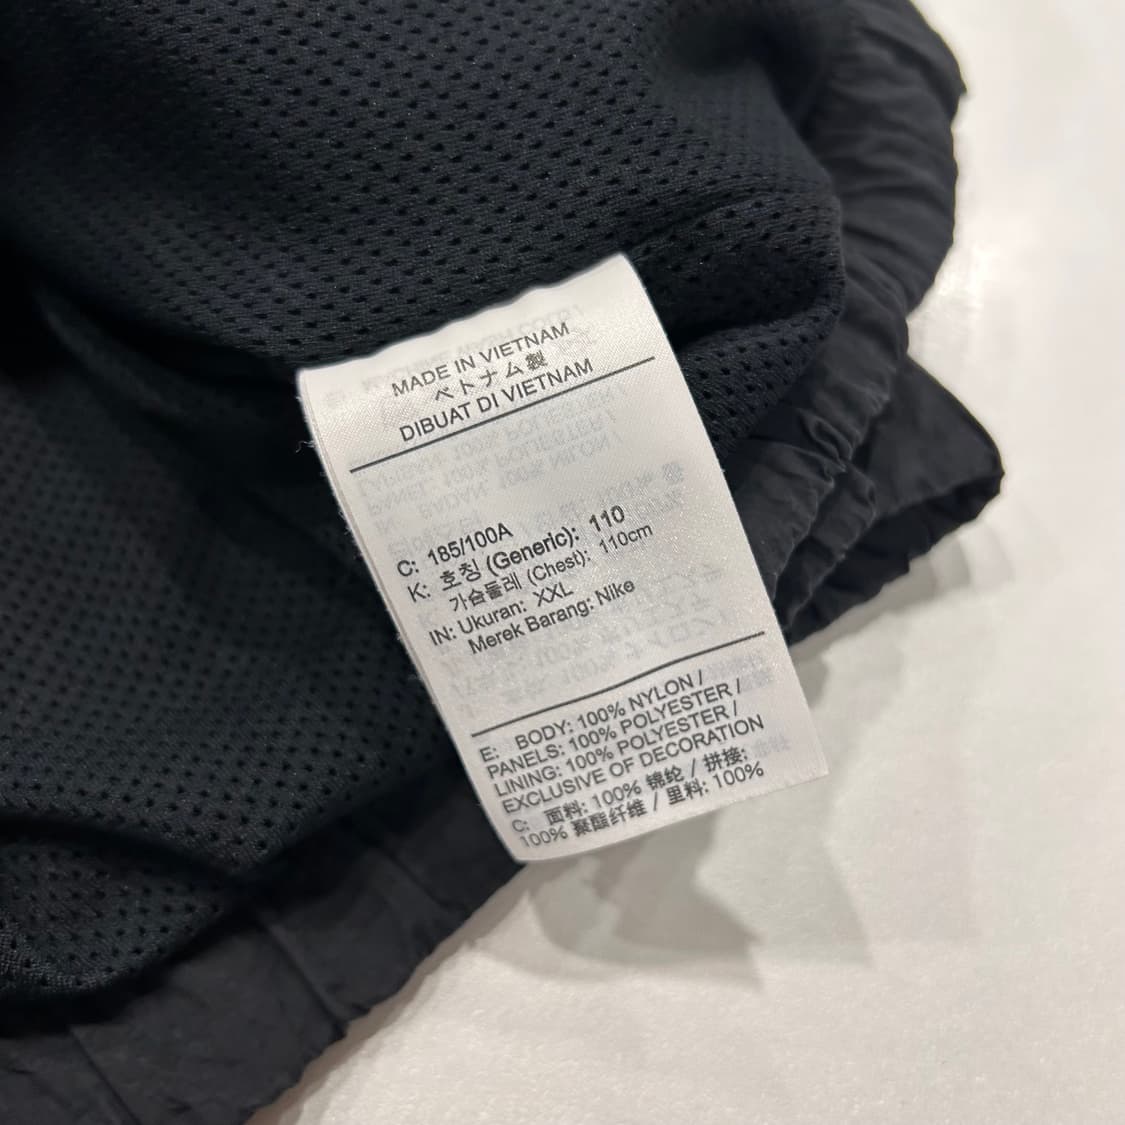 MADE IN VIETNAM
ベトナム製
DIBUAT DI VIETNAM
C: 185/100A
K: 호칭 (Generic): 110
가슴둘레 (Chest): 110cm
IN: Ukuran: XXL
Merek Barang: Nike
E: BODY: 100% NYLON /
PANELS: 100% POLYESTER /
LINING: 100% POLYESTER /
EXCLUSIVE OF DECORATION
C: 面料: 100% 锦纶 / 拼接:
100% 聚酯纤维 / 里料: 100%